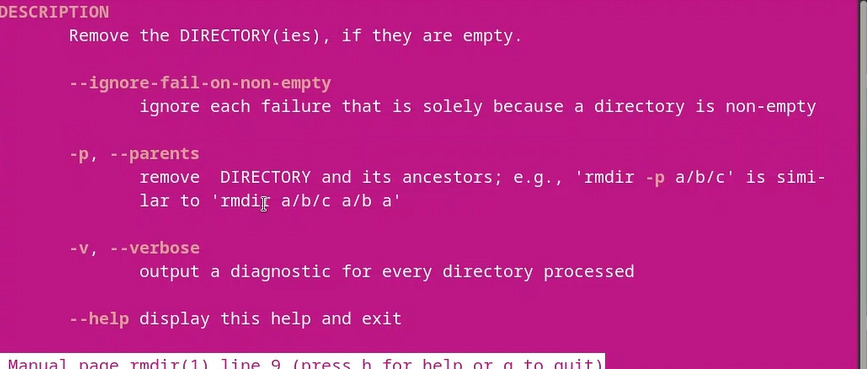 DESCRIPTION
Remove the DIRECTORY(ies), if they are empty.
--ignore-fail-on-non-empty
ignore each failure that is solely because a directory is non-empty
-p, --parents
remove  DIRECTORY and its ancestors; e.g., 'rmdir -p a/b/c' is simi-
lar to 'rmdir a/b/c a/b a'
-v, --verbose
output a diagnostic for every directory processed
--help display this help and exit
Manual page rmdir(1) line 9 (press h for help or q to quit)